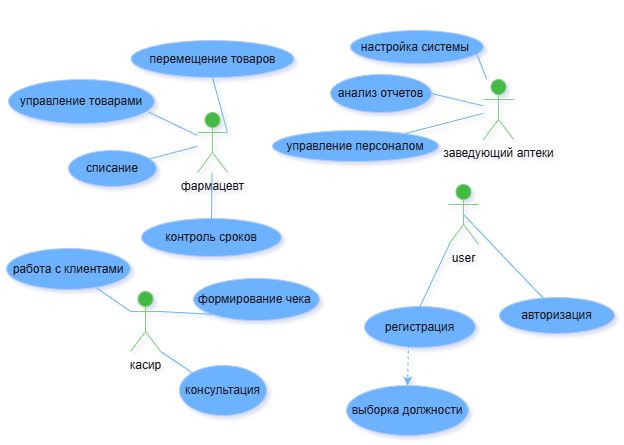 настройка системы
перемещение товаров
анализ отчетов
управление товарами
управление персоналом
заведующий аптеки
списание
фармацевт
контроль сроков
user
работа с клиентами
формирование чека
авторизация
регистрация
касир
консультация
выборка должности